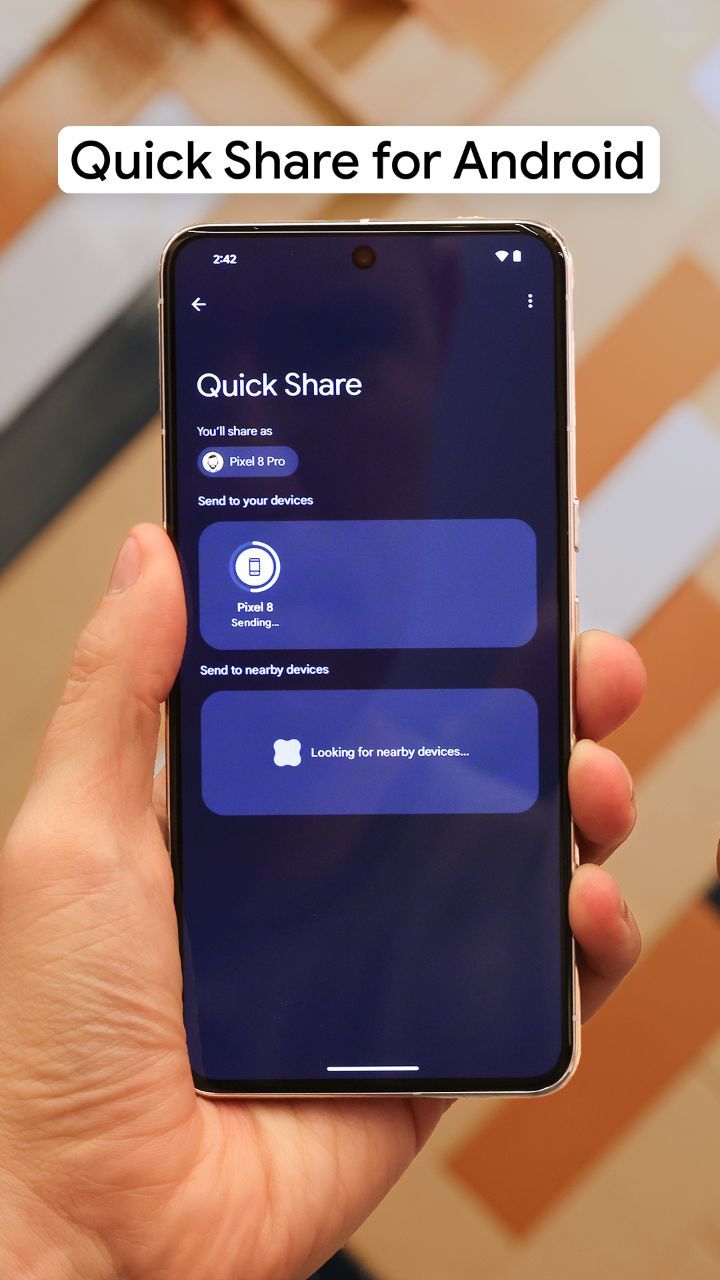 Quick Share for Android
2:42
Quick Share
You'll share as
Pixel 8 Pro
Send to your devices
Pixel 8
Sending...
Send to nearby devices
Looking for nearby devices...